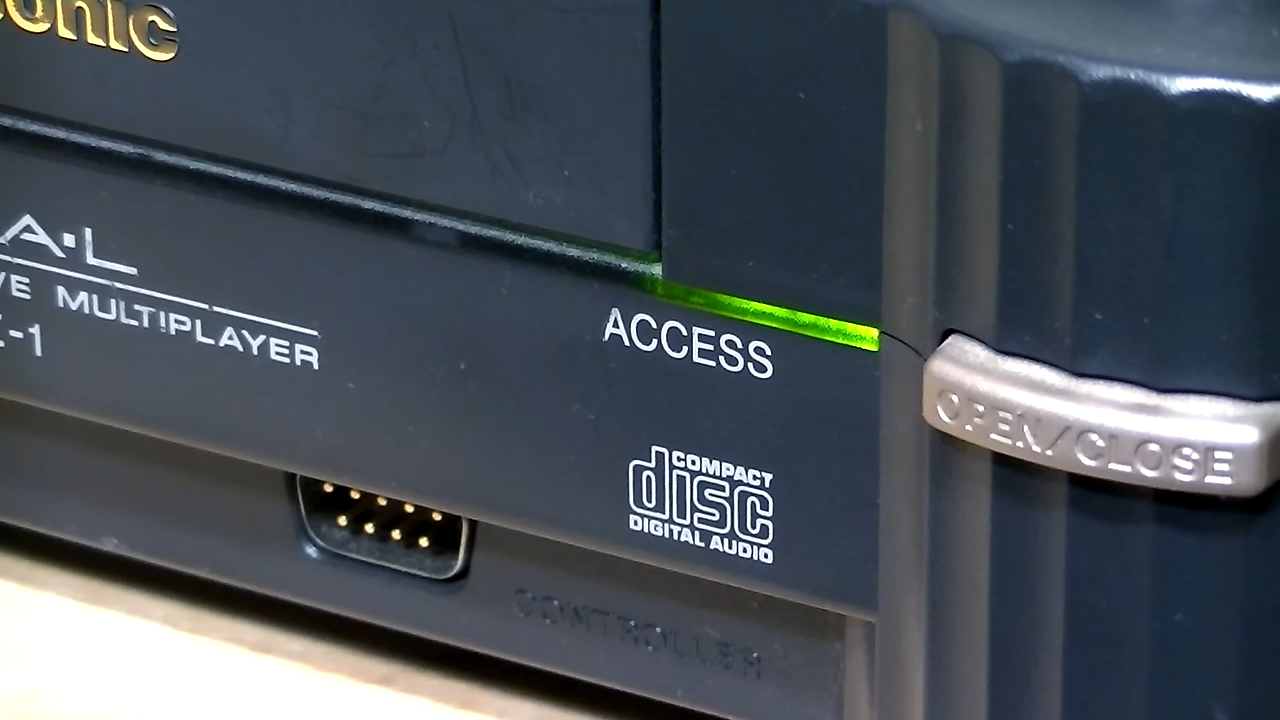 onic
A·L
VE MULTIPLAYER
Z-1
ACCESS
OPEN/CLOSE
COMPACT
disc
DIGITAL AUDIO
CONTROLLER